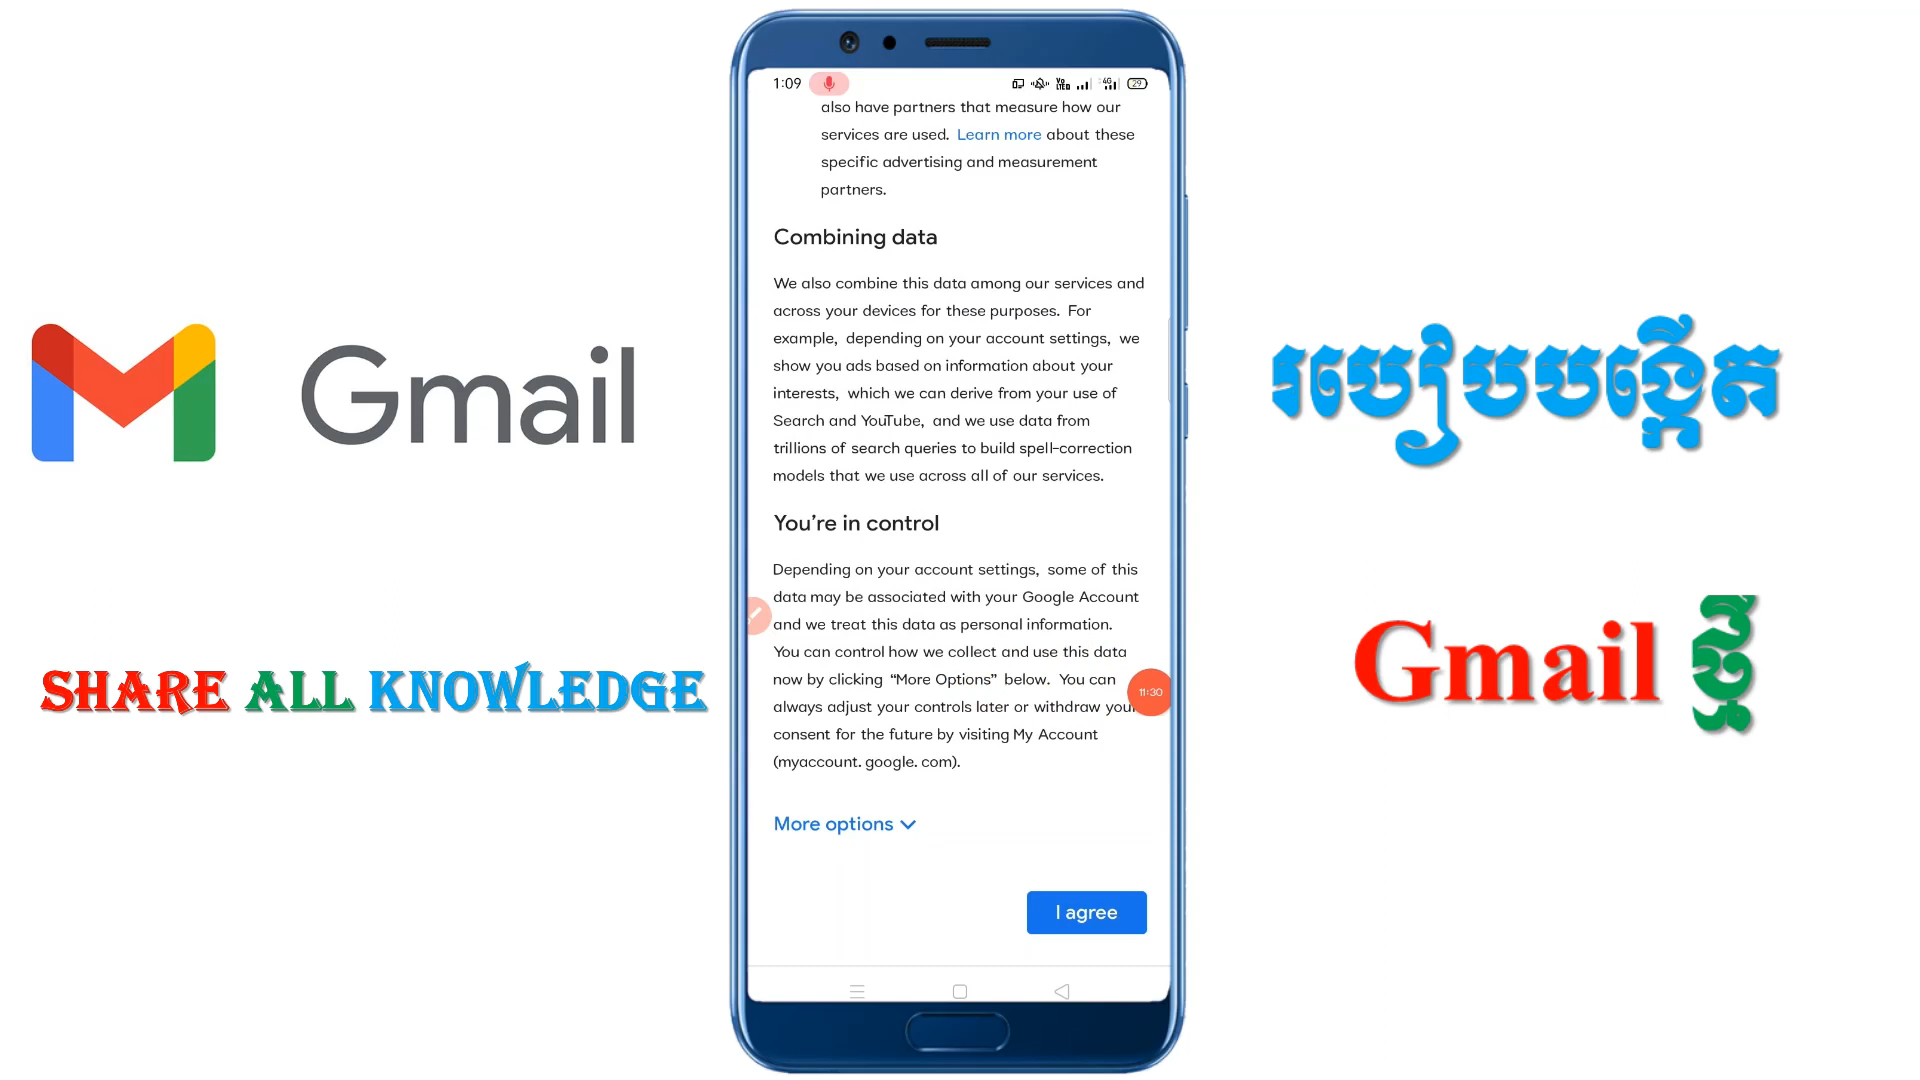 Gmail
SHARE ALL KNOWLEDGE
1:09
4G
29
also have partners that measure how our
services are used. Learn more about these
specific advertising and measurement
partners.
Combining data
We also combine this data among our services and
across your devices for these purposes. For
example, depending on your account settings, we
show you ads based on information about your
interests, which we can derive from your use of
Search and YouTube, and we use data from
trillions of search queries to build spell-correction
models that we use across all of our services.
You're in control
Depending on your account settings, some of this
data may be associated with your Google Account
and we treat this data as personal information.
You can control how we collect and use this data
now by clicking “More Options” below. You can
always adjust your controls later or withdraw your
consent for the future by visiting My Account
(myaccount. google. com).
11:30
More options
I agree
របៀបបង្កើត
Gmail ថ្មី